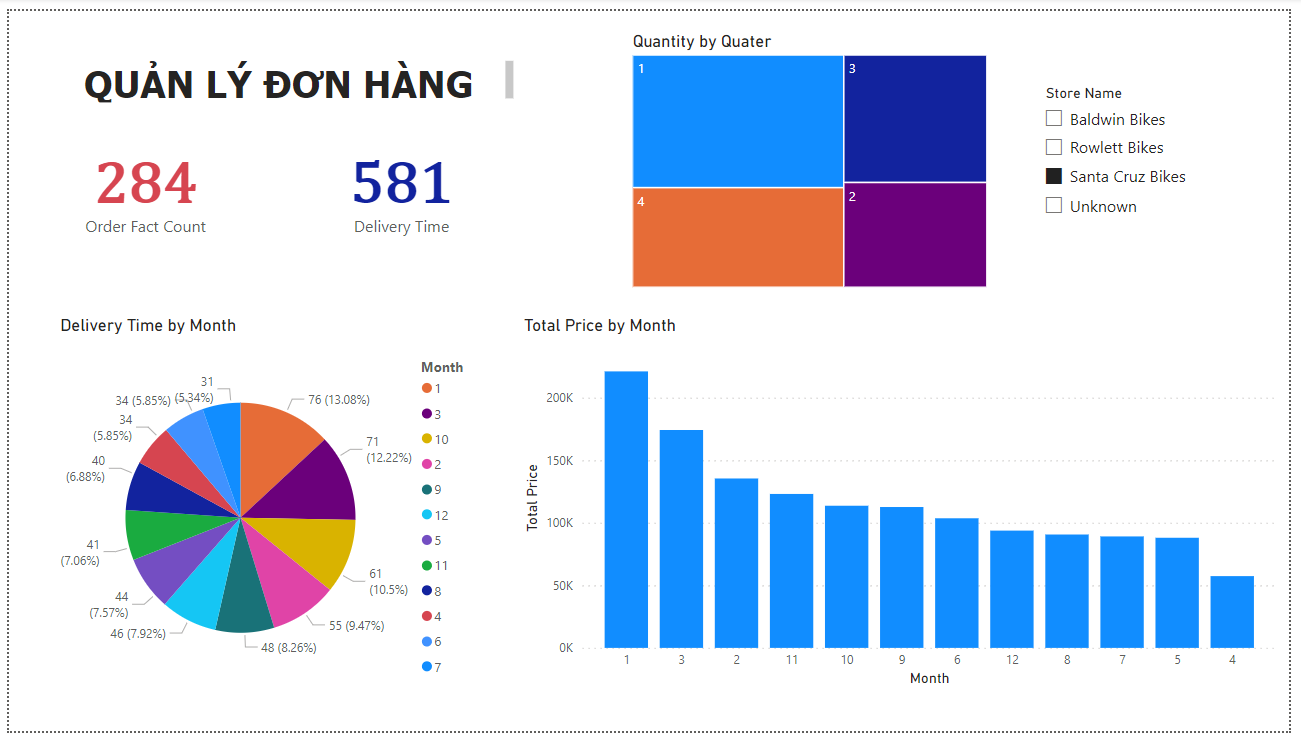 QUẢN LÝ ĐƠN HÀNG
284
Order Fact Count
581
Delivery Time
Quantity by Quater
1
3
4
2
Store Name
Baldwin Bikes
Rowlett Bikes
Santa Cruz Bikes
Unknown
Delivery Time by Month
76 (13.08%)
71
(12.22%)
61
(10.5%)
55 (9.47%)
48 (8.26%)
46 (7.92%)
44
(7.57%)
41
(7.06%)
40
(6.88%)
34
(5.85%)
34 (5.85%)
31
(5.34%)
Month
1
3
10
2
9
12
5
11
8
4
6
7
Total Price by Month
Total Price
200K
150K
100K
50K
0K
1 3 2 11 10 9 6 12 8 7 5 4
Month